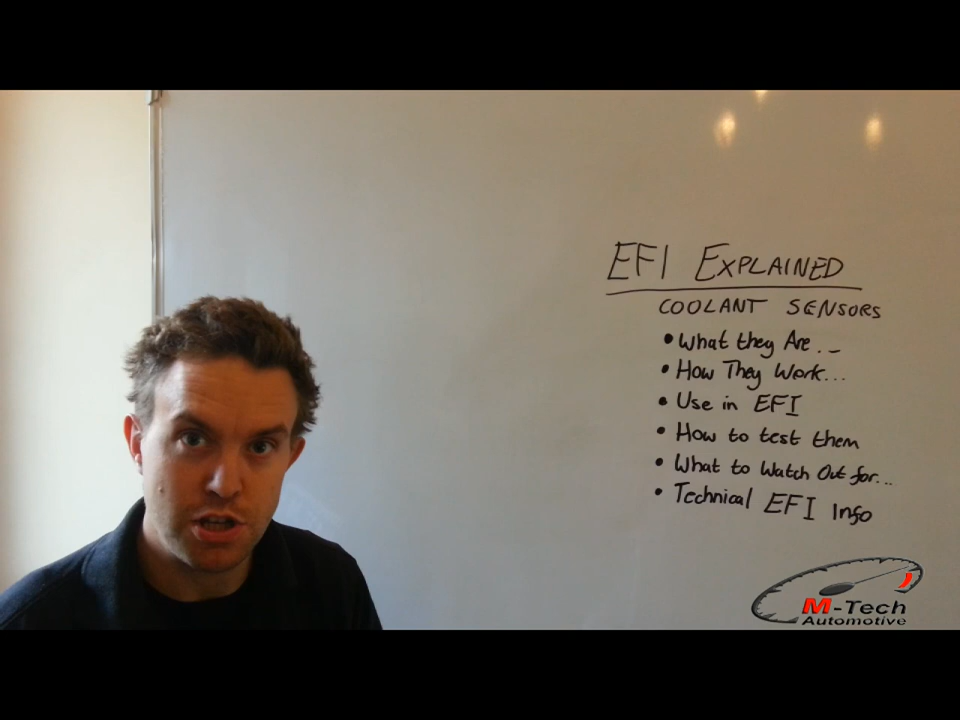 EFI EXPLAINED
COOLANT SENSORS
• What they Are...
• How They Work...
• Use in EFI
• How to test them
• What to Watch Out for...
• Technical EFI Info
M-Tech
Automotive